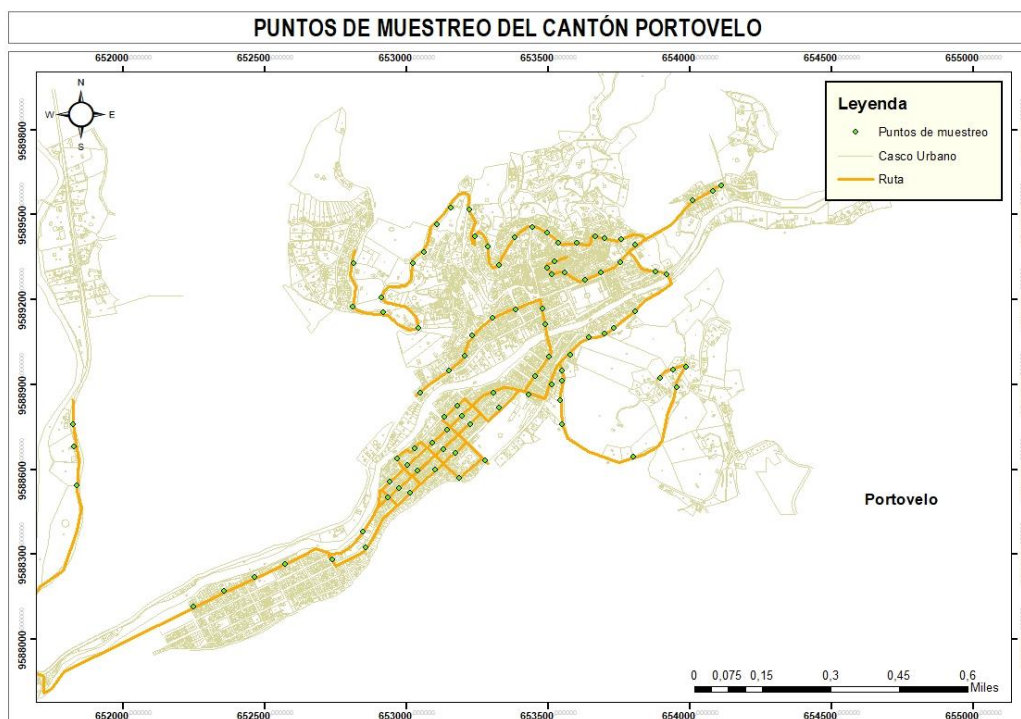 PUNTOS DE MUESTREO DEL CANTÓN PORTOVELO
652000 652500 653000 653500 654000 654500 655000
N
W E
S
Leyenda
Puntos de muestreo
Casco Urbano
Ruta
9589800
9589500
9589200
9588900
9588600
9588300
9588000
Portovelo
0 0,075 0,15 0,3 0,45 0,6
Miles
652000 652500 653000 653500 654000 654500 655000